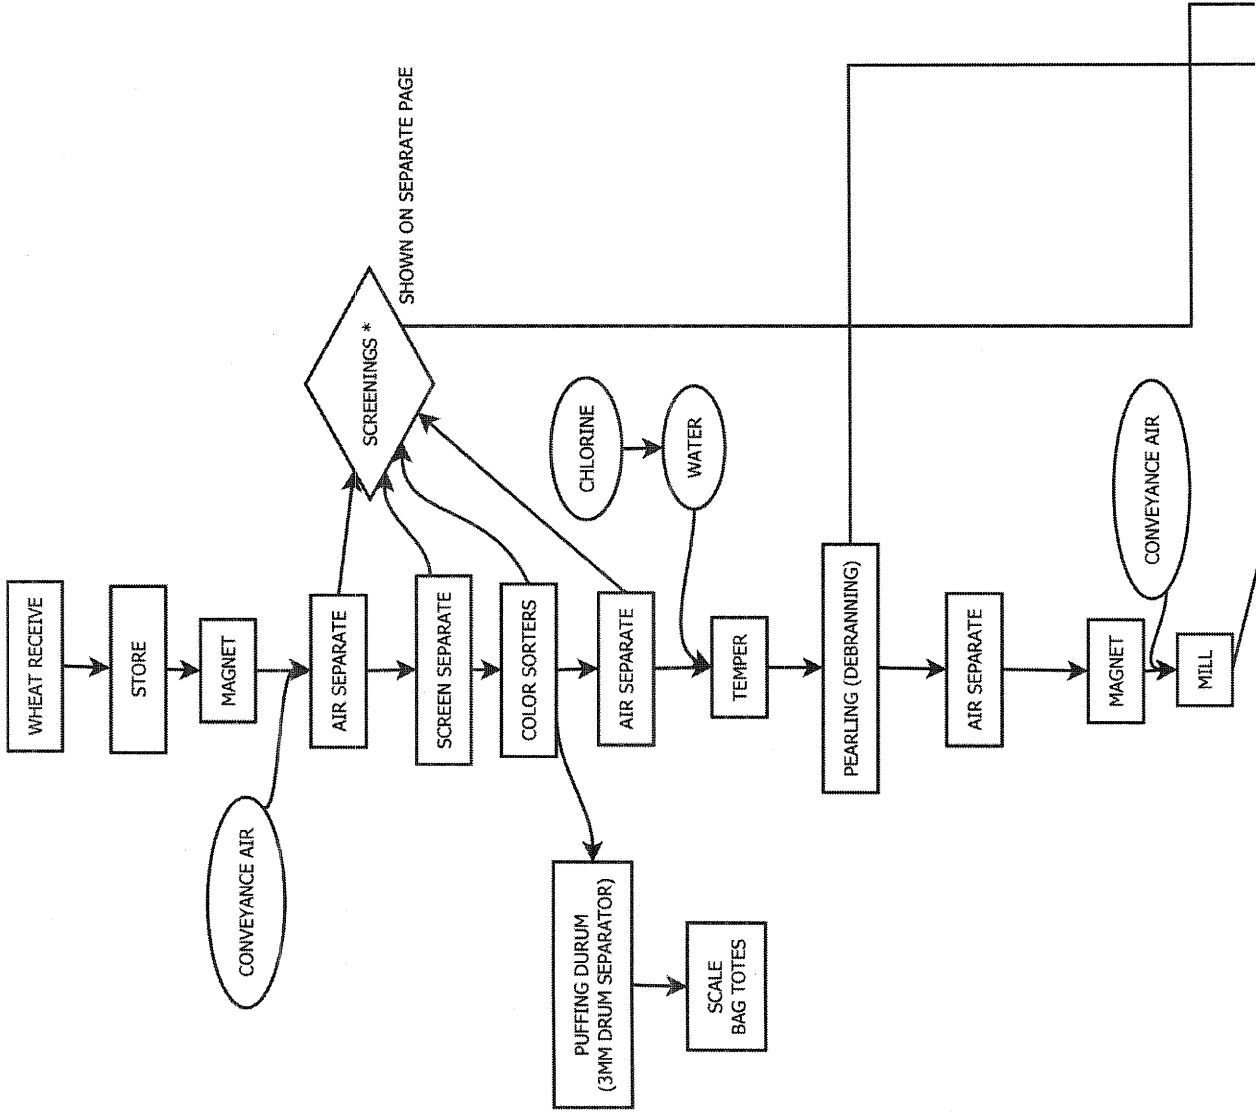 WHEAT RECEIVE
STORE
MAGNET
CONVEYANCE AIR
AIR SEPARATE
SCREENINGS *
SHOWN ON SEPARATE PAGE
SCREEN SEPARATE
COLOR SORTERS
PUFFING DURUM
(3MM DRUM SEPARATOR)
SCALE
BAG TOTES
AIR SEPARATE
CHLORINE
WATER
TEMPER
PEARLING (DEBRANNING)
AIR SEPARATE
MAGNET
CONVEYANCE AIR
MILL